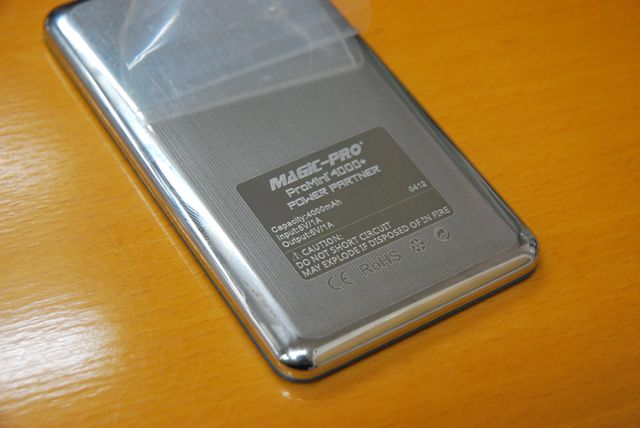 MAGIC-PRO®
ProMini 4000+
POWER PARTNER
0412
Capacity:4000mAh
Input:5V/1A
Output:5V/1A
⚠ CAUTION:
DO NOT SHORT CIRCUIT
MAY EXPLODE IF DISPOSED OF IN FIRE
CE RoHS